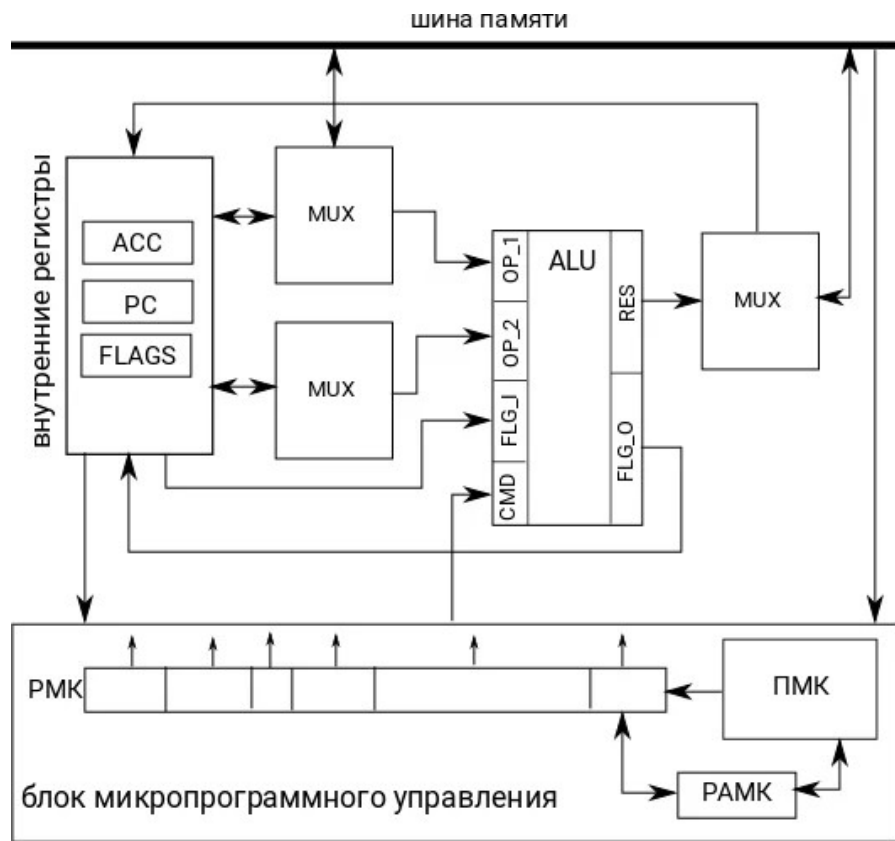 шина памяти
внутренние регистры
ACC
PC
FLAGS
MUX
MUX
OP_1
OP_2
FLG_I
CMD
ALU
RES
FLG_O
MUX
РМК
ПМК
РАМК
блок микропрограммного управления